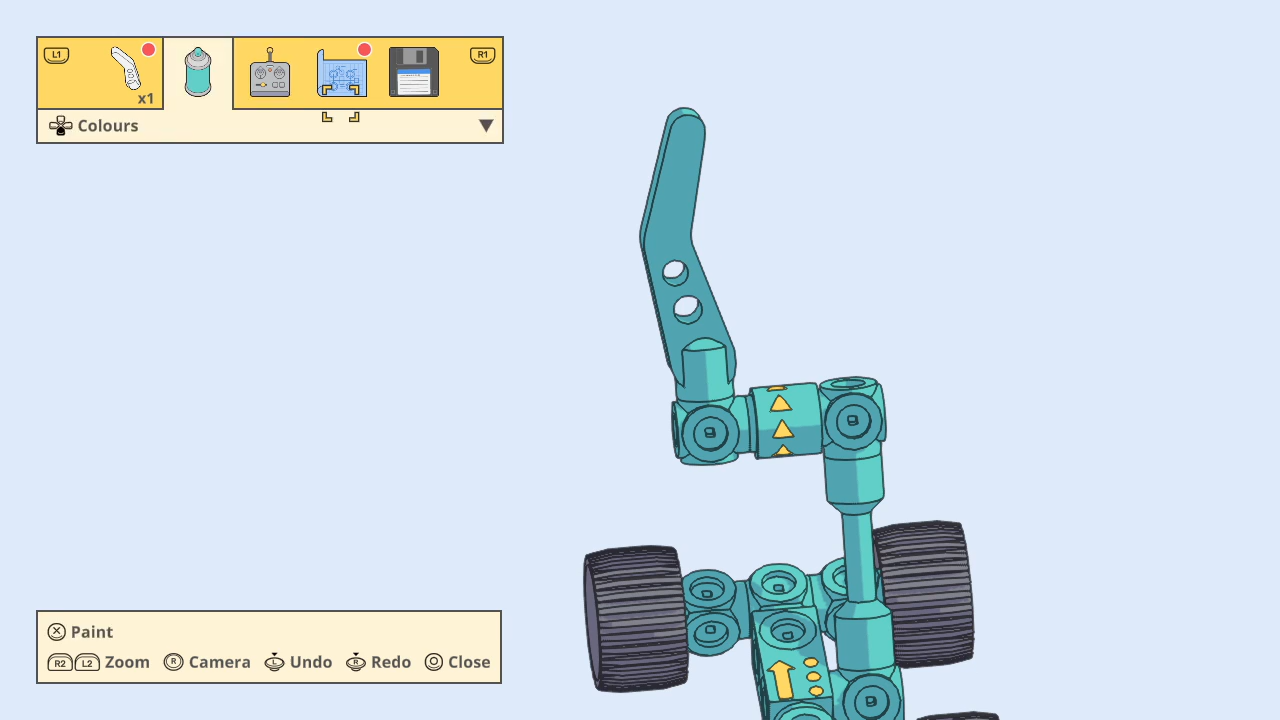 L1
R1
x1
Colours
Paint
R2 L2 Zoom R Camera L Undo R Redo Close